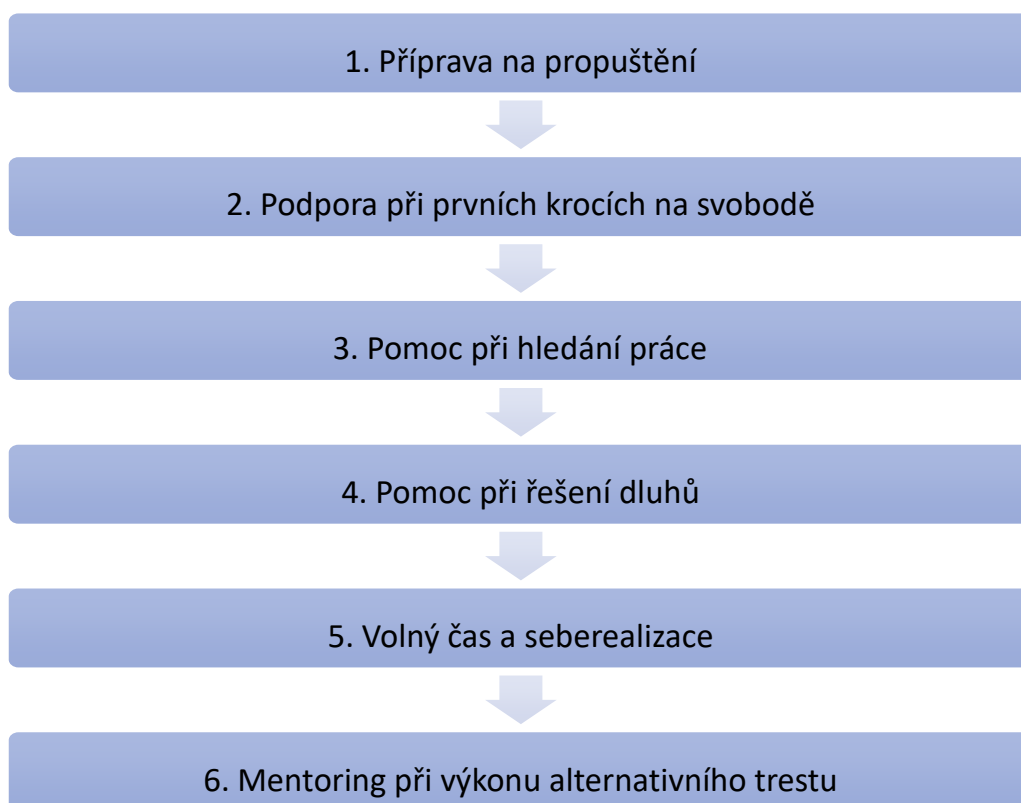 1. Příprava na propuštění
2. Podpora při prvních krocích na svobodě
3. Pomoc při hledání práce
4. Pomoc při řešení dluhů
5. Volný čas a seberealizace
6. Mentoring při výkonu alternativního trestu